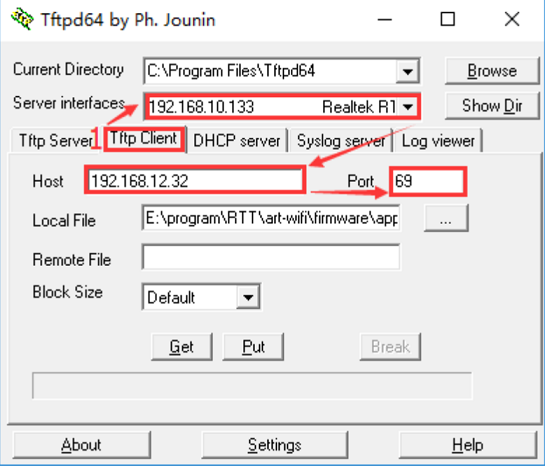 Tftpd64 by Ph. Jounin
Current Directory C:\Program Files\Tftpd64 Browse
Server interfaces 192.168.10.133 Realtek R1 Show Dir
Tftp Server 1 Tftp Client DHCP server Syslog server Log viewer
Host 192.168.12.32 Port 69
Local File E:\program\RTT\art-wifi\firmware\app ...
Remote File
Block Size Default
Get Put Break
About Settings Help